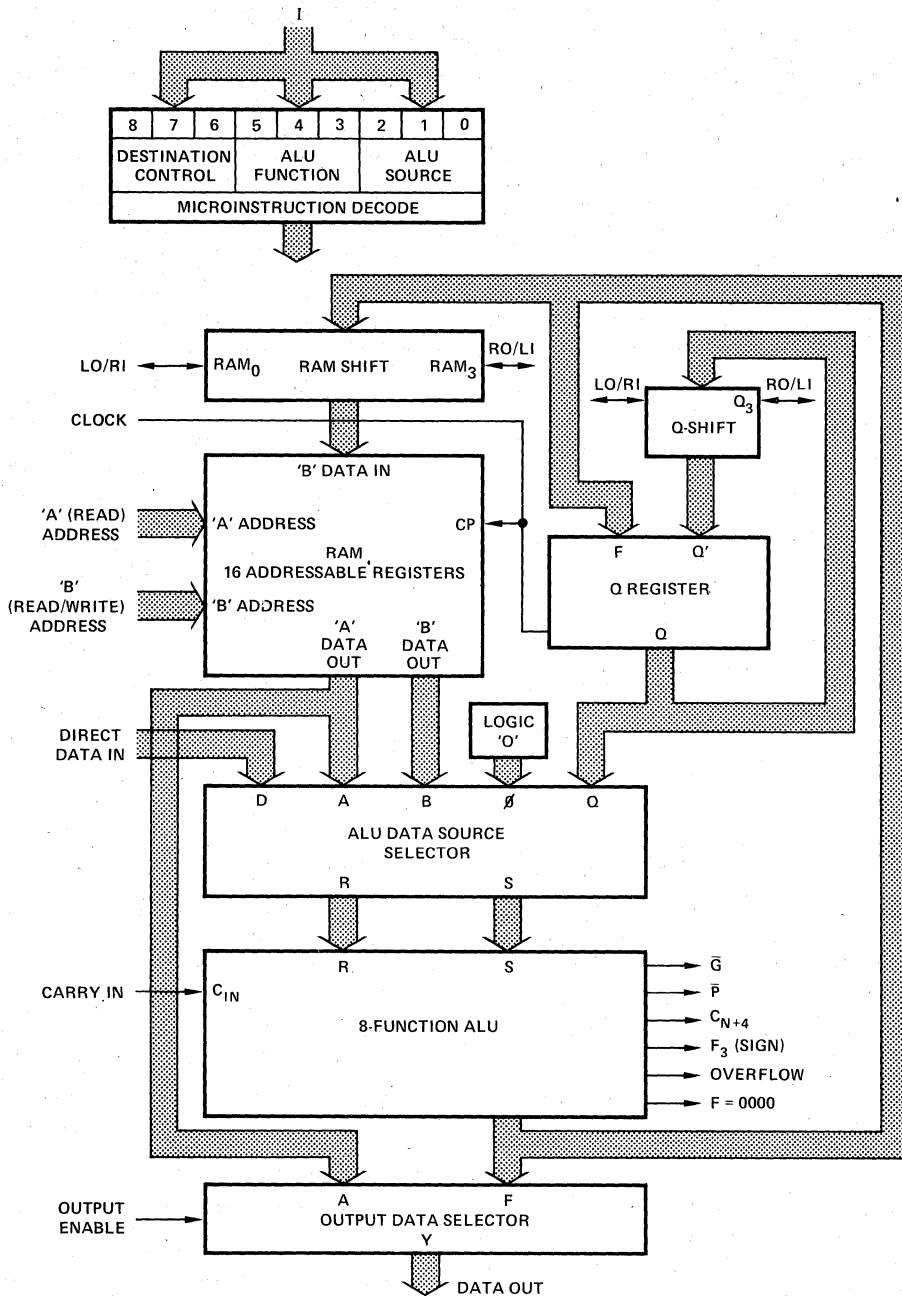 I
8 7 6 5 4 3 2 1 0
DESTINATION CONTROL
ALU FUNCTION
ALU SOURCE
MICROINSTRUCTION DECODE
LO/RI
RAM0
RAM SHIFT
RAM3
RO/LI
LO/RI
RO/LI
Q3
Q-SHIFT
CLOCK
'B' DATA IN
'A' (READ)
ADDRESS
'A' ADDRESS
CP
RAM
16 ADDRESSABLE REGISTERS
F
Q'
Q REGISTER
Q
'B'
(READ/WRITE)
ADDRESS
'B' ADDRESS
'A'
DATA
OUT
'B'
DATA
OUT
LOGIC
'O'
DIRECT
DATA IN
D
A
B
Ø
Q
ALU DATA SOURCE
SELECTOR
R
S
R
S
CARRY IN
CIN
8-FUNCTION ALU
G̅
P̅
CN+4
F3 (SIGN)
OVERFLOW
F = 0000
OUTPUT
ENABLE
A
F
OUTPUT DATA SELECTOR
Y
DATA OUT